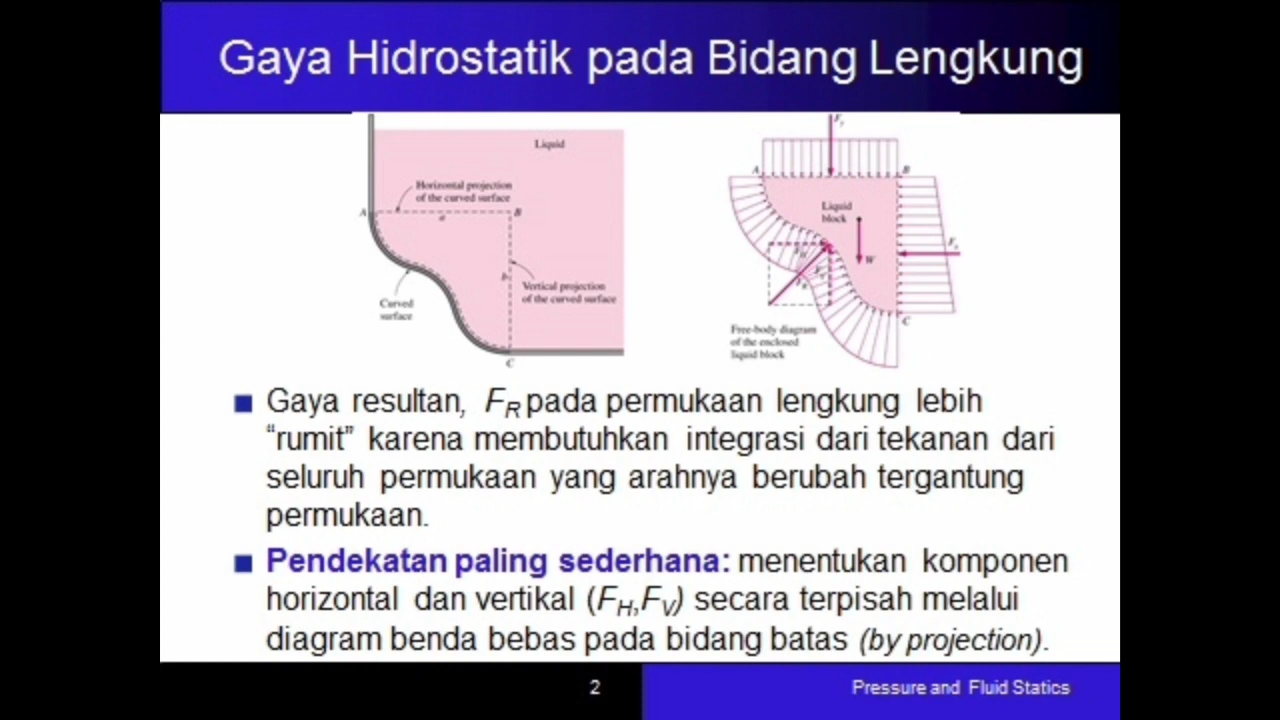 Gaya Hidrostatik pada Bidang Lengkung
Liquid
Horizontal projection
of the curved surface
A
a
B
b
Vertical projection
of the curved surface
Curved
surface
C
A
B
Liquid
block
W
C
Free-body diagram
of the enclosed
liquid block
Gaya resultan, FR pada permukaan lengkung lebih
“rumit” karena membutuhkan integrasi dari tekanan dari
seluruh permukaan yang arahnya berubah tergantung
permukaan.
Pendekatan paling sederhana: menentukan komponen
horizontal dan vertikal (FH,FV) secara terpisah melalui
diagram benda bebas pada bidang batas (by projection).
2
Pressure and Fluid Statics